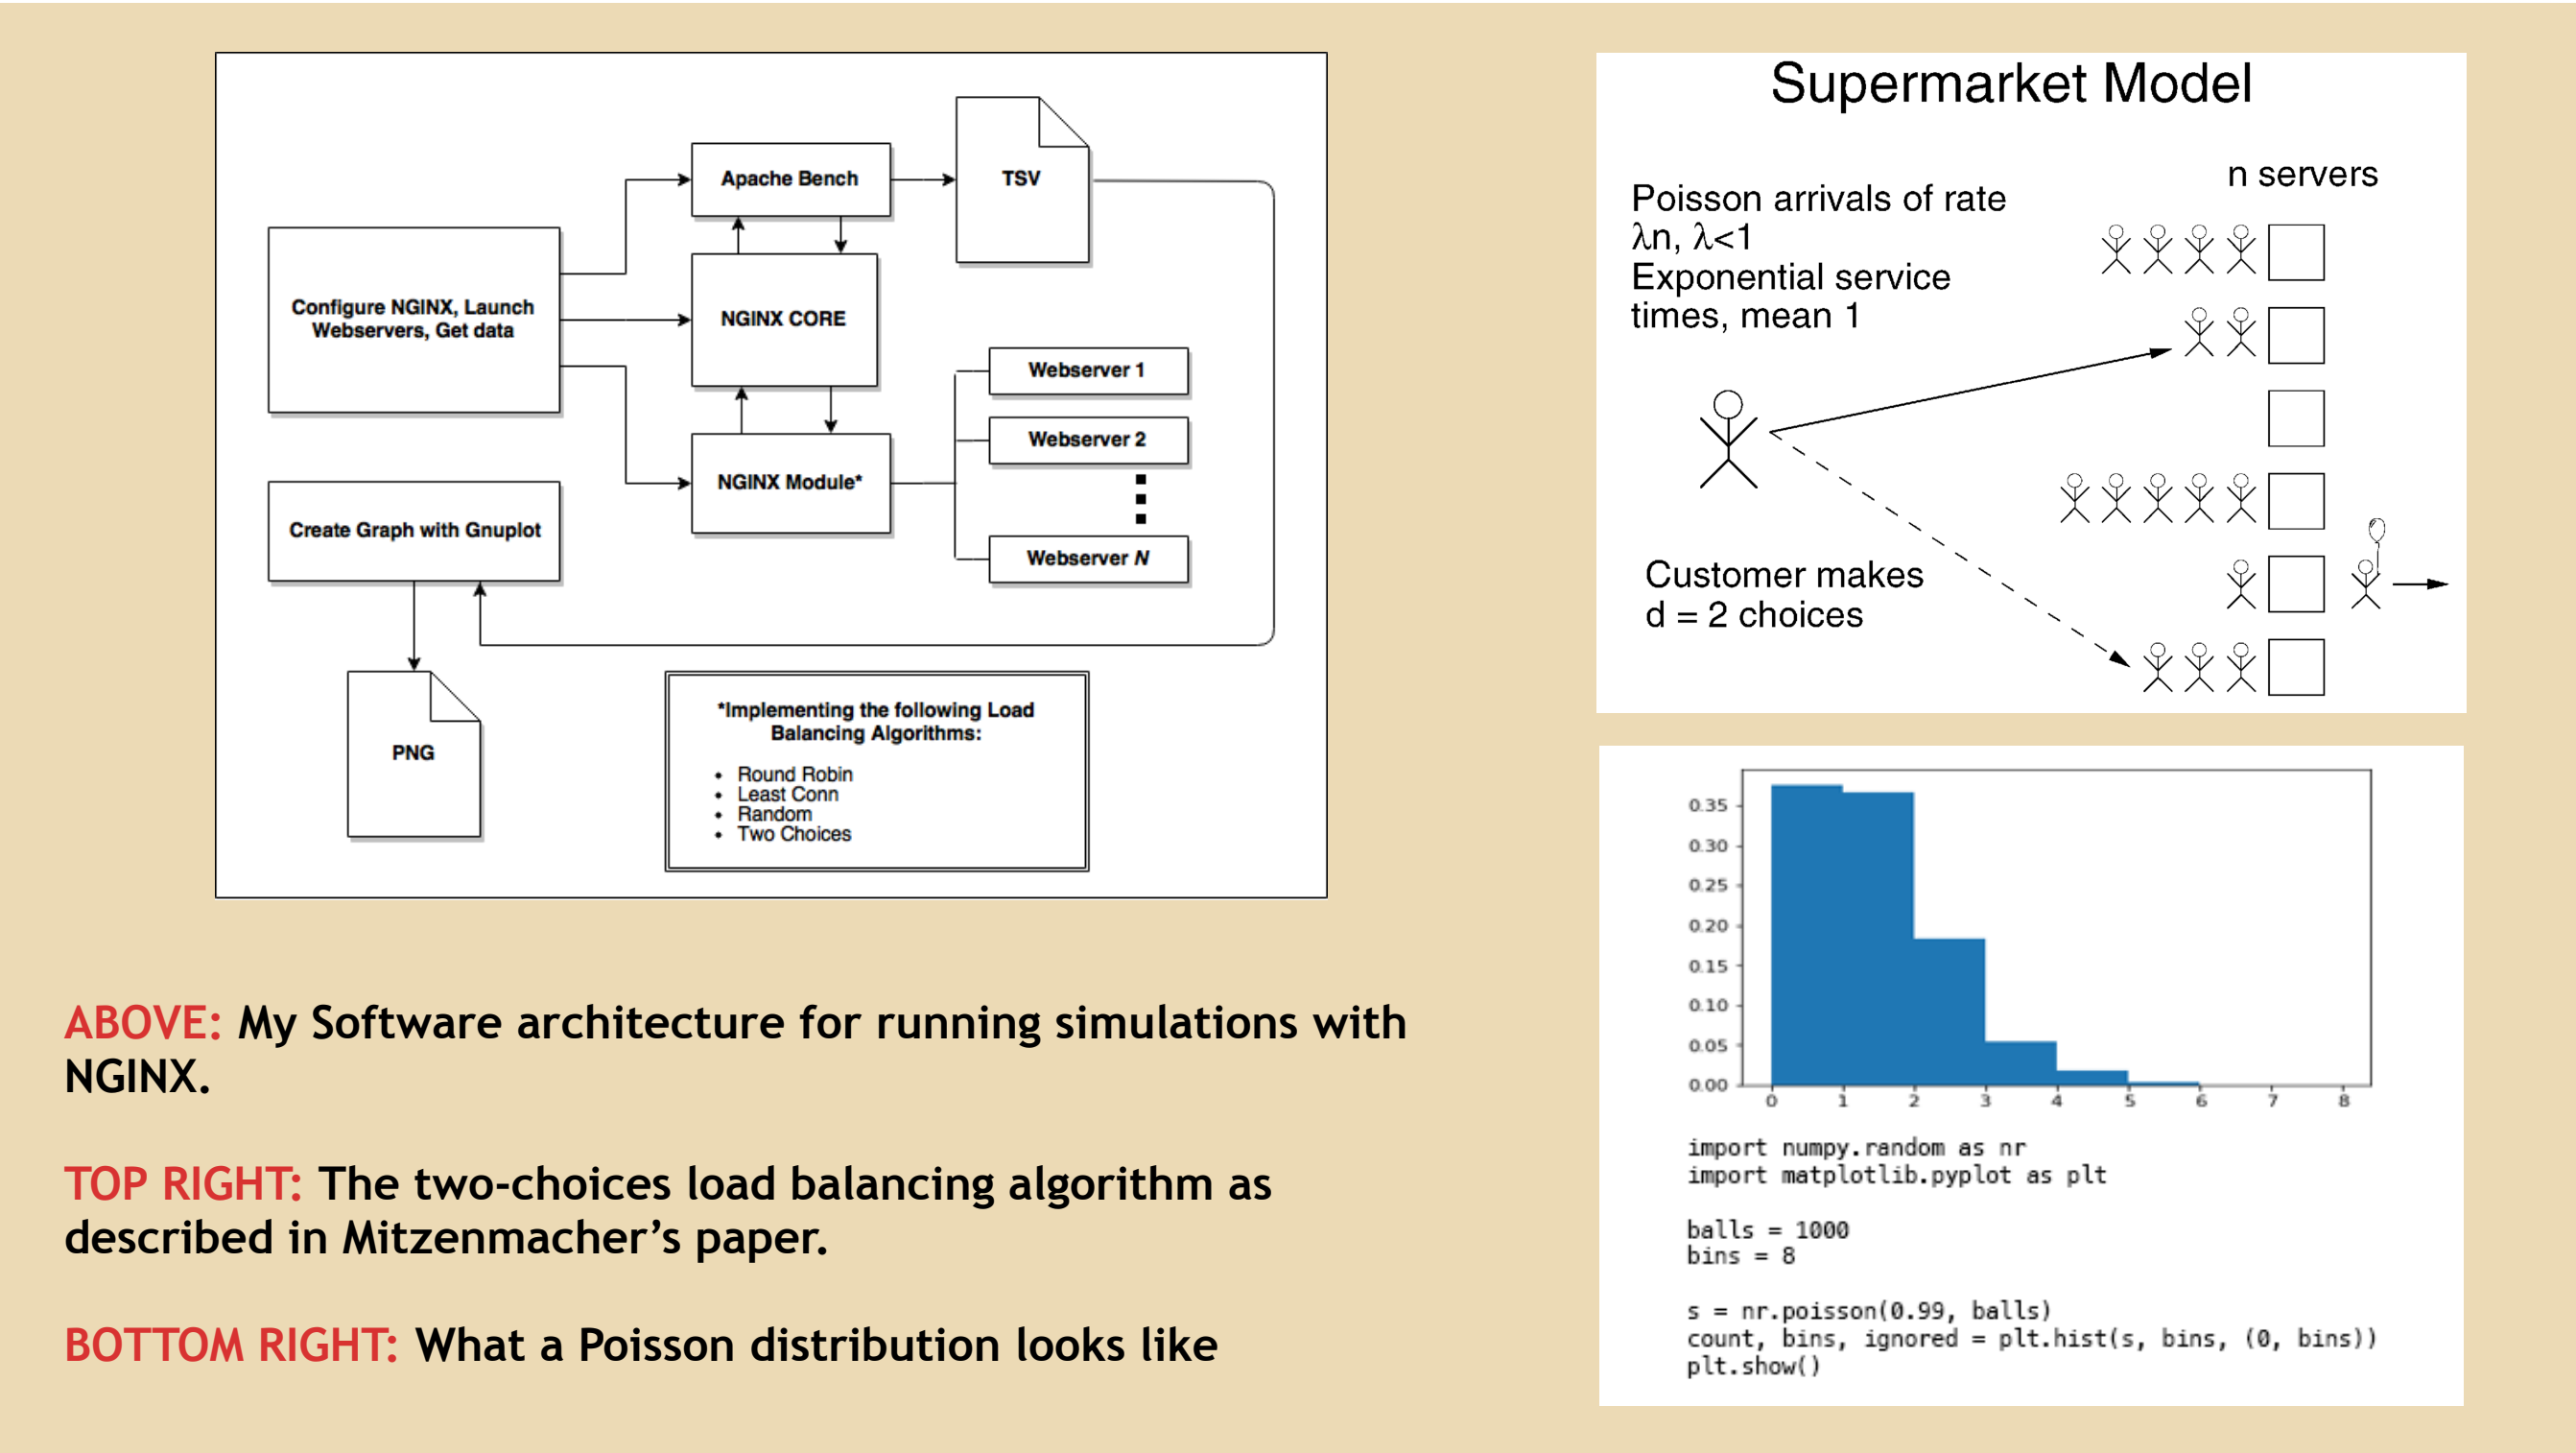 Apache Bench
TSV
Configure NGINX, Launch
Webservers, Get data
NGINX CORE
Webserver 1
Webserver 2
NGINX Module*
Webserver N
Create Graph with Gnuplot
PNG
*Implementing the following Load
Balancing Algorithms:
• Round Robin
• Least Conn
• Random
• Two Choices
ABOVE: My Software architecture for running simulations with
NGINX.
TOP RIGHT: The two-choices load balancing algorithm as
described in Mitzenmacher’s paper.
BOTTOM RIGHT: What a Poisson distribution looks like
Supermarket Model
n servers
Poisson arrivals of rate
λn, λ<1
Exponential service
times, mean 1
Customer makes
d = 2 choices
0.35
0.30
0.25
0.20
0.15
0.10
0.05
0.00
0 1 2 3 4 5 6 7 8
import numpy.random as nr
import matplotlib.pyplot as plt
balls = 1000
bins = 8
s = nr.poisson(0.99, balls)
count, bins, ignored = plt.hist(s, bins, (0, bins))
plt.show()